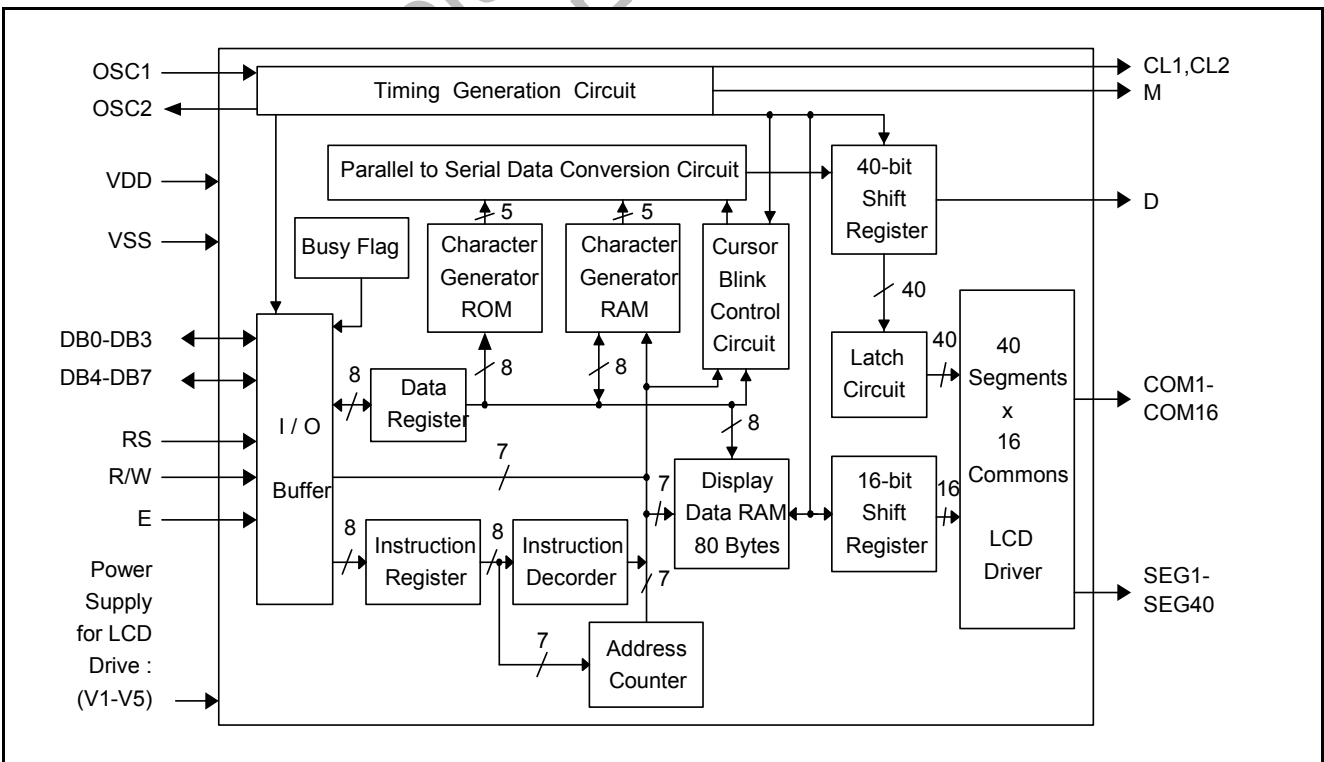 OSC1
OSC2
VDD
VSS
DB0-DB3
DB4-DB7
RS
R/W
E
Power
Supply
for LCD
Drive :
(V1-V5)
Timing Generation Circuit
Parallel to Serial Data Conversion Circuit
Busy Flag
5
Character
Generator
ROM
8
5
Character
Generator
RAM
8
Cursor
Blink
Control
Circuit
40-bit
Shift
Register
40
Latch
Circuit
40
I / O
Buffer
8
Data
Register
7
8
7
Display
Data RAM
80 Bytes
16-bit
Shift
Register
16
8
Instruction
Register
8
Instruction
Decorder
7
7
Address
Counter
40
Segments
x
16
Commons
LCD
Driver
CL1,CL2
M
D
COM1-
COM16
SEG1-
SEG40